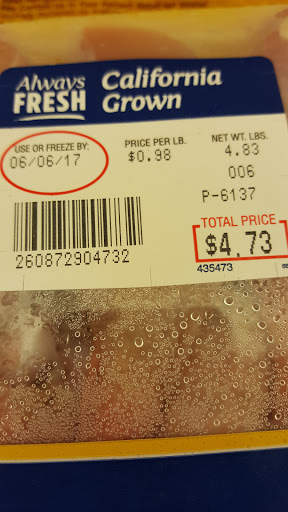 Always California
FRESH Grown
USE OR FREEZE BY: PRICE PER LB. NET WT. LBS.
06/06/17 $0.98 4.83
006
P-6137
TOTAL PRICE
$4.73
260872904732
435473